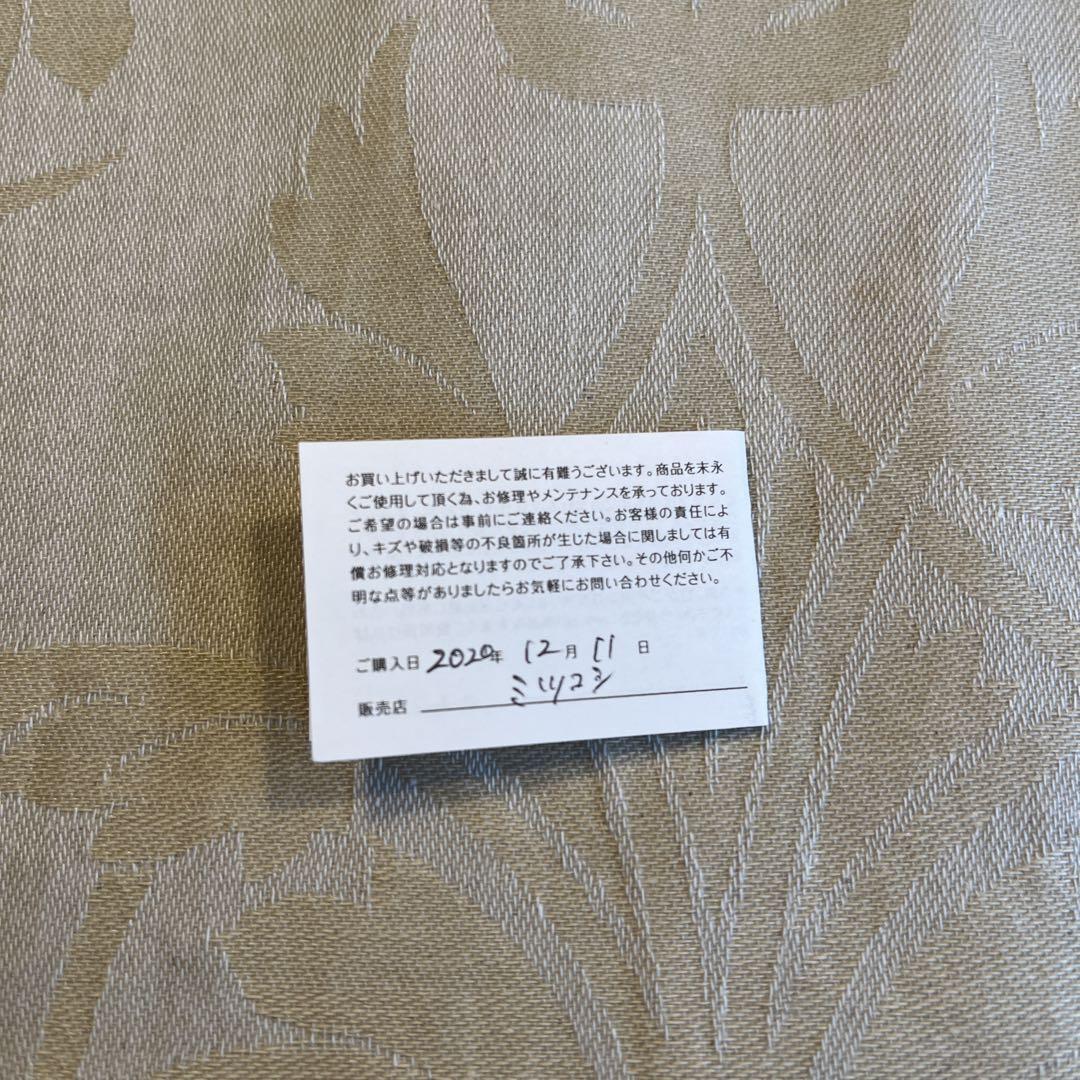 お買い上げいただきまして誠に有難うございます。商品を末永
くご使用して頂く為、お修理やメンテナンスを承っております。
ご希望の場合は事前にご連絡ください。お客様の責任によ
り、キズや破損等の不良箇所が生じた場合に関しましては有
償お修理対応となりますのでご了承下さい。その他何かご不
明な点等がありましたらお気軽にお問い合わせください。
ご購入日 2020年 12月 11日
販売店 ミツコシ